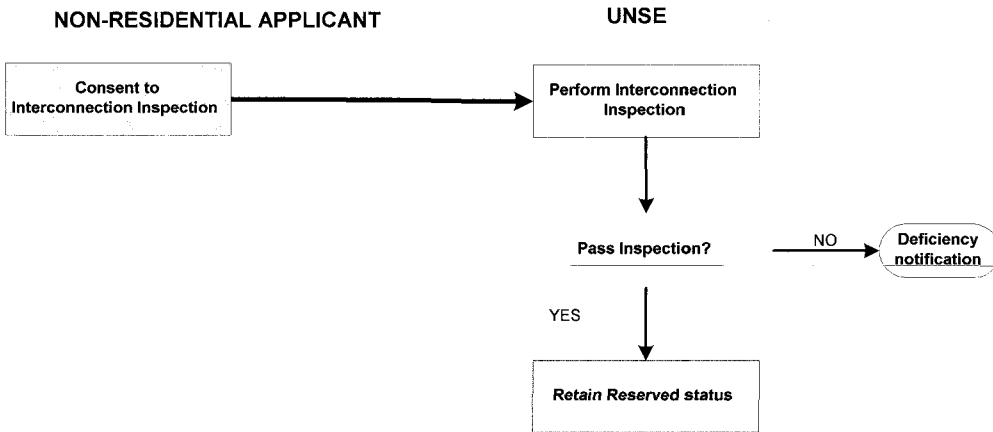 NON-RESIDENTIAL APPLICANT
UNSE
Consent to
Interconnection Inspection
Perform Interconnection
Inspection
Pass Inspection?
NO
Deficiency
notification
YES
Retain Reserved status